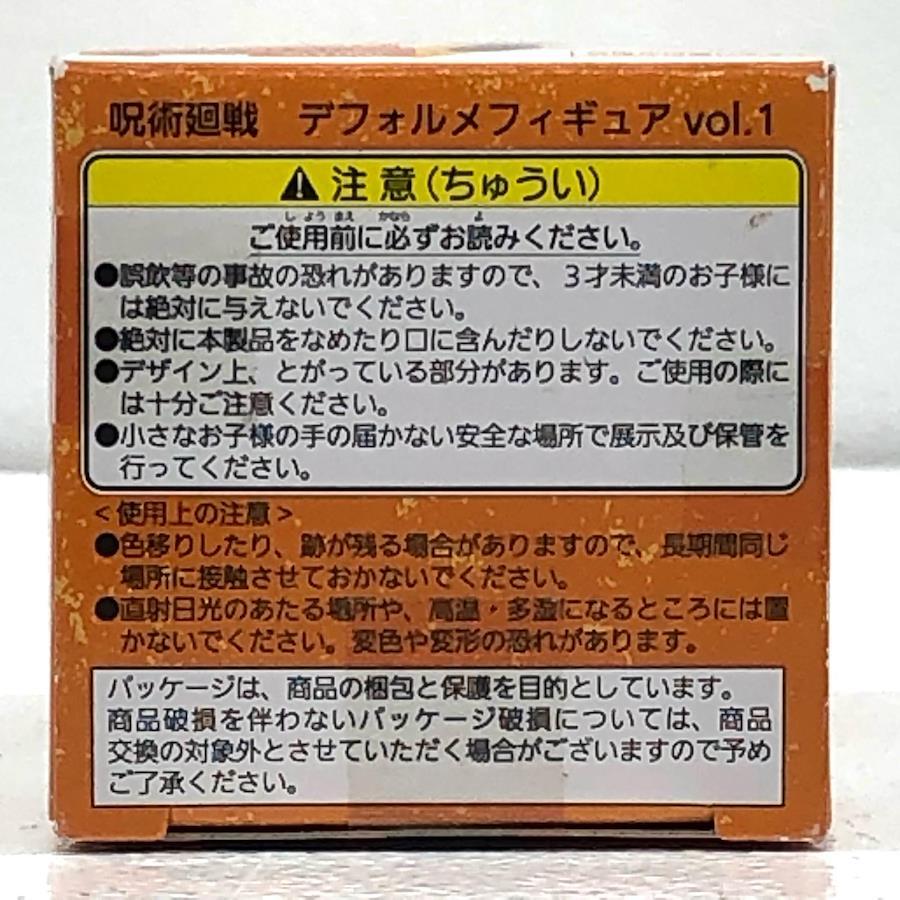 呪術廻戦　デフォルメフィギュア vol.1
⚠注意(ちゅうい)
ご使用前に必ずお読みください。
●誤飲等の事故の恐れがありますので、3才未満のお子様に
は絶対に与えないでください。
●絶対に本製品をなめたり口に含んだりしないでください。
●デザイン上、とがっている部分があります。ご使用の際に
は十分ご注意ください。
●小さなお子様の手の届かない安全な場所で展示及び保管を
行ってください。
<使用上の注意>
●色移りしたり、跡が残る場合がありますので、長期間同じ
場所に接触させておかないでください。
●直射日光のあたる場所や、高温・多湿になるところには置
かないでください。変色や変形の恐れがあります。
パッケージは、商品の梱包と保護を目的としています。
商品破損を伴わないパッケージ破損については、商品
交換の対象外とさせていただく場合がございますので予め
ご了承ください。